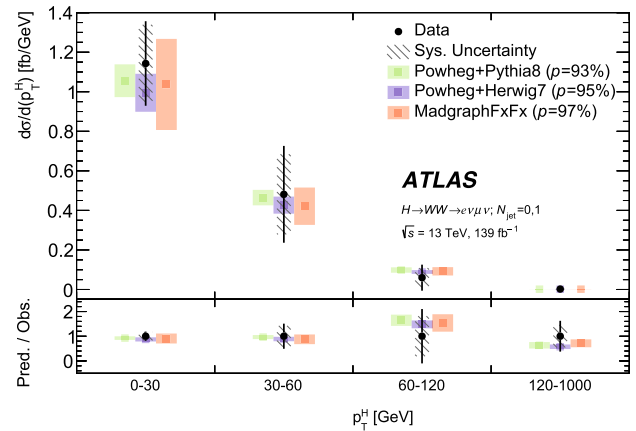 dσ/d(p_T^H) [fb/GeV]
1.4
1.2
1
0.8
0.6
0.4
0.2
0
Data
Sys. Uncertainty
Powheg+Pythia8 (p=93%)
Powheg+Herwig7 (p=95%)
MadgraphFxFx (p=97%)
ATLAS
H→WW→eνμν; N_jet=0,1
√s = 13 TeV, 139 fb⁻¹
Pred. / Obs.
2
1
0
0-30 30-60 60-120 120-1000
p_T^H [GeV]